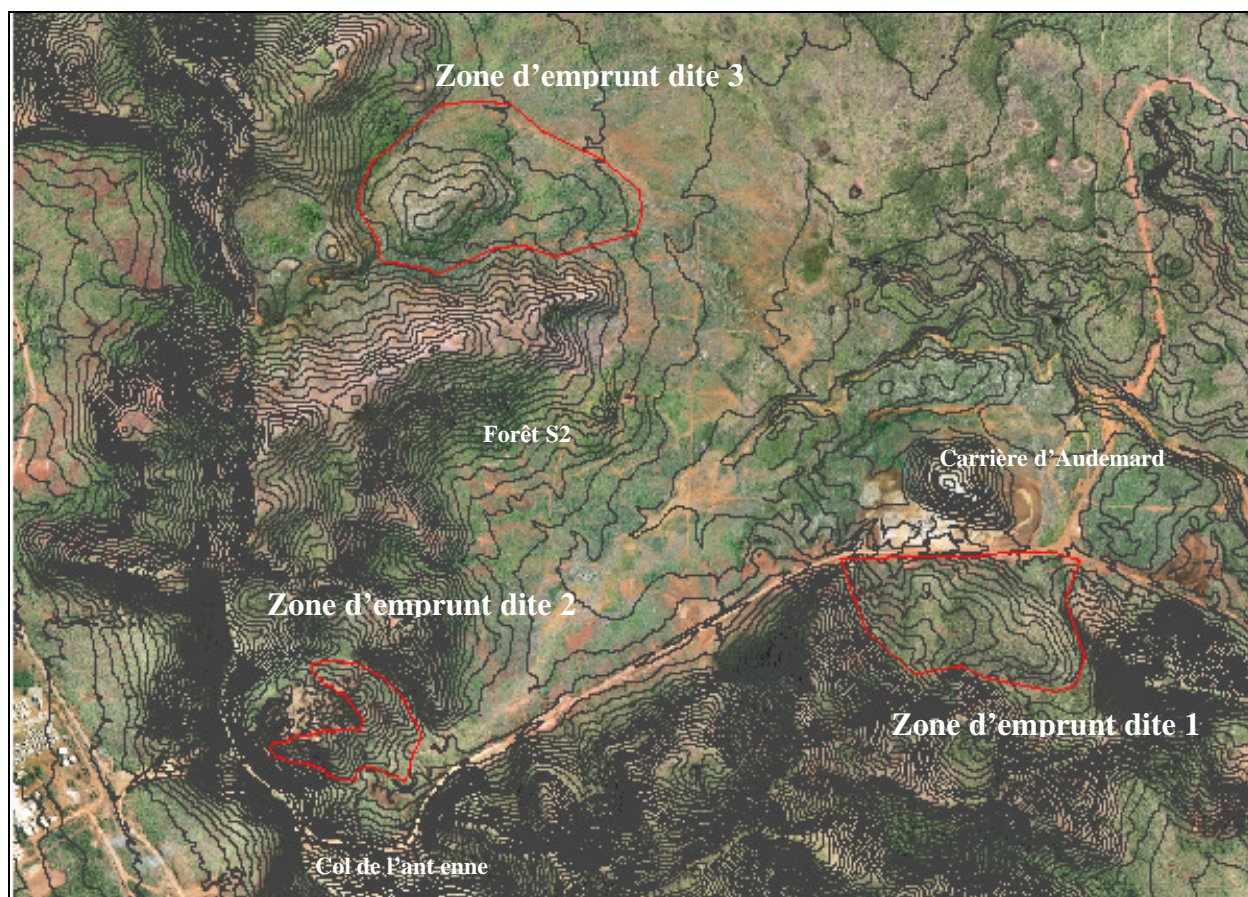 Zone d'emprunt dite 3
Forêt S2
Carrière d'Audemard
Zone d'emprunt dite 2
Zone d'emprunt dite 1
Col de l'ant enne